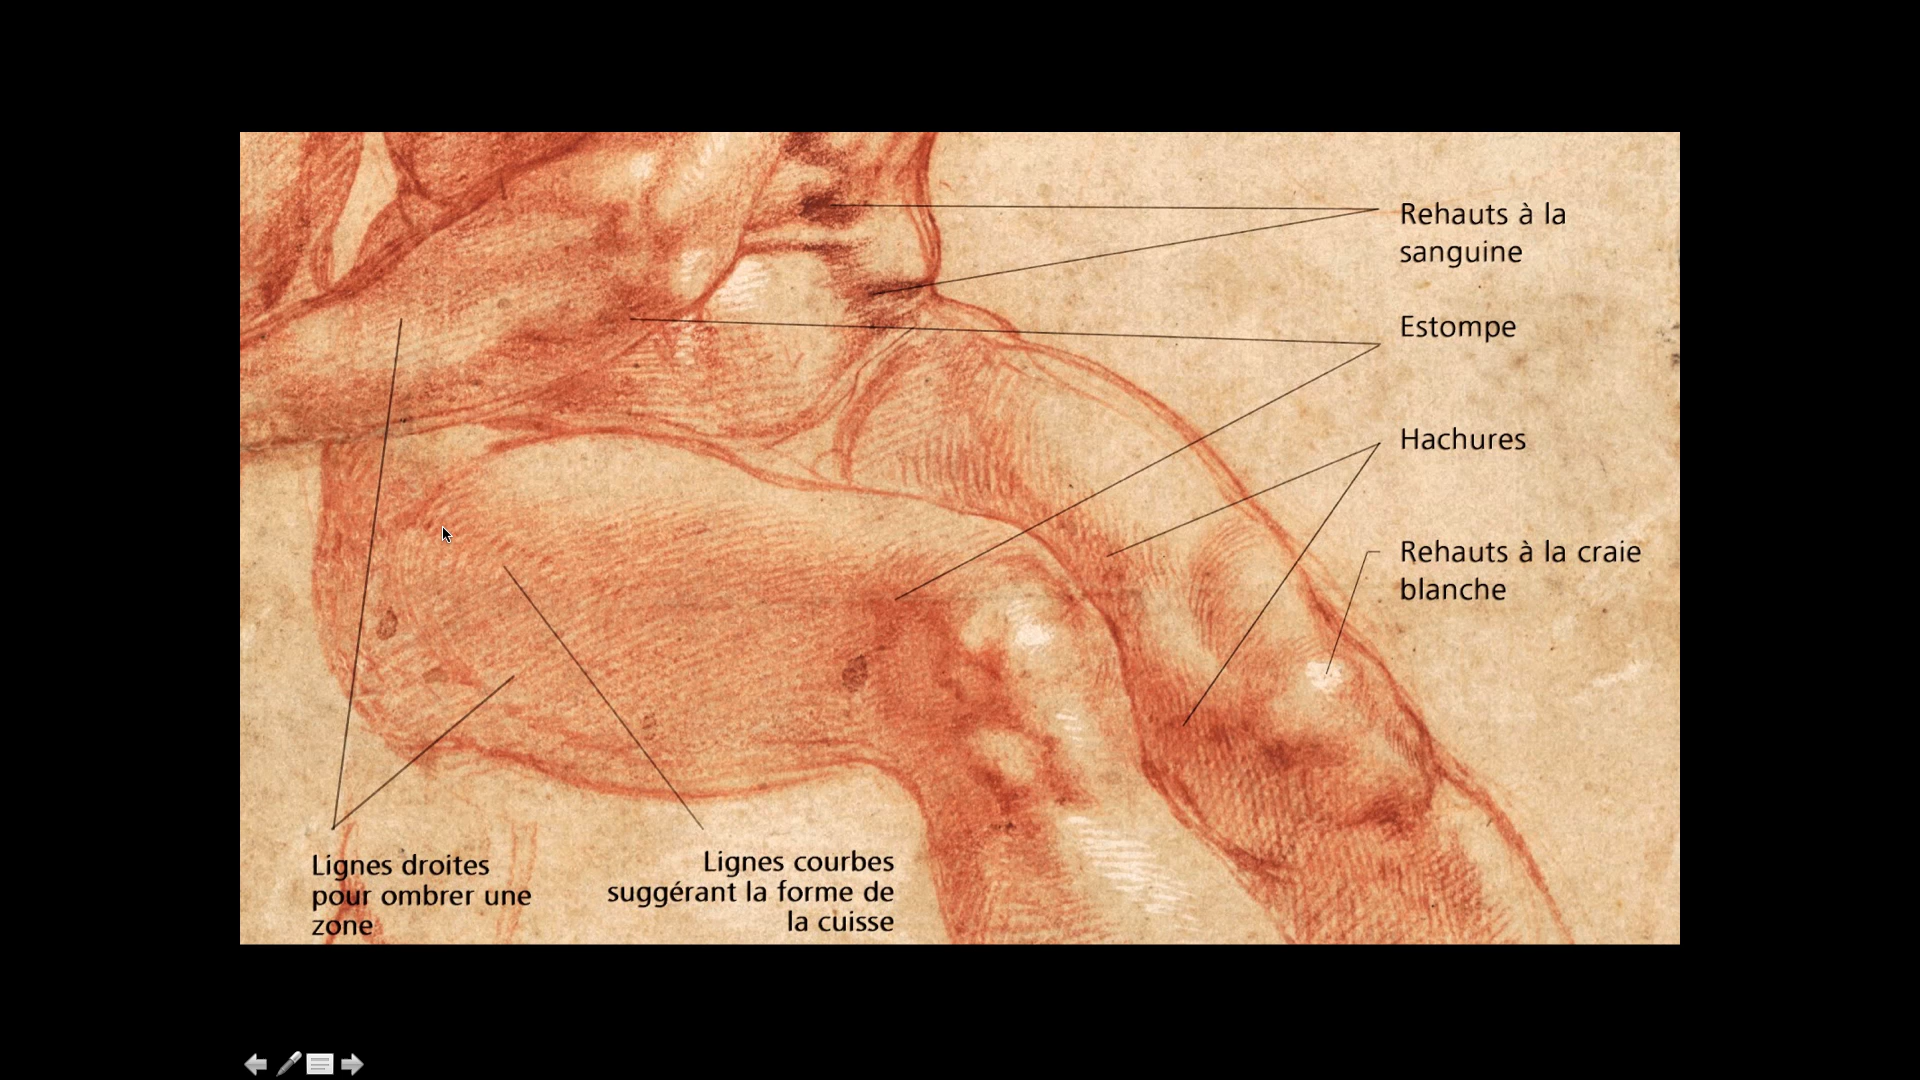 Rehauts à la
sanguine
Estompe
Hachures
Rehauts à la craie
blanche
Lignes droites
pour ombrer une
zone
Lignes courbes
suggérant la forme de
la cuisse